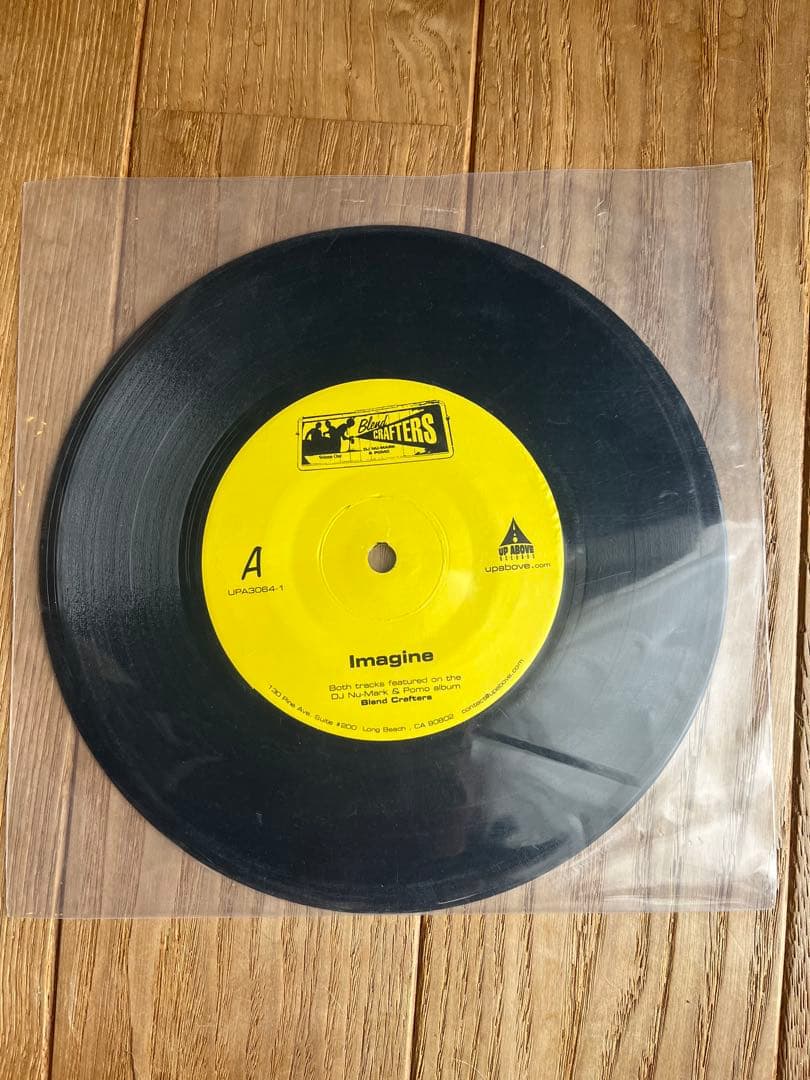 Blend
CRAFTERS
Volume One
DJ NU-MARK
& POMO
A
UPA3064-1
UP ABOVE
RECORDS
upabove.com
Imagine
Both tracks featured on the
DJ Nu-Mark & Pomo album
Blend Crafters
130 Pine Ave. Suite #200 Long Beach , CA 90802 contact@upabove.com